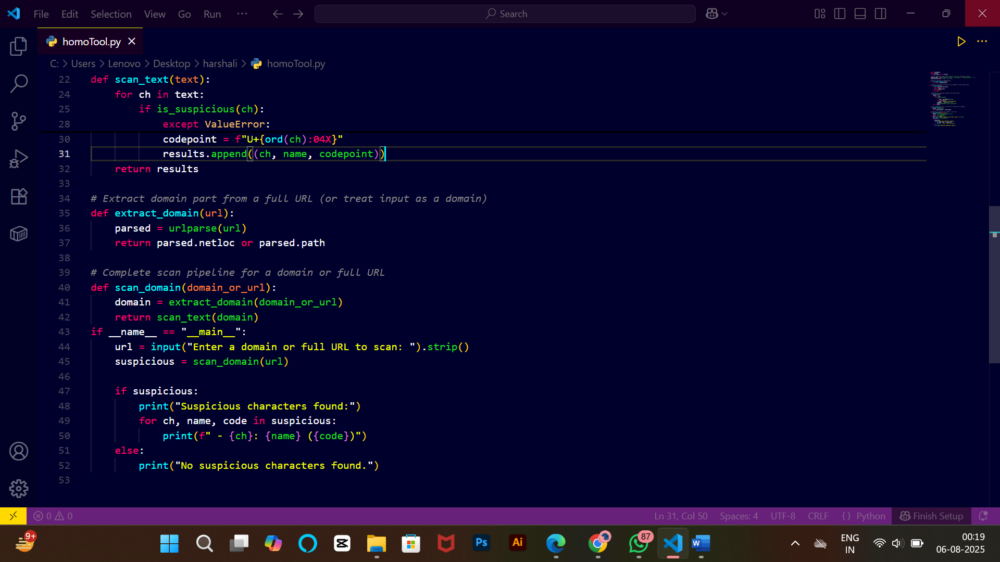 File Edit Selection View Go Run ··· Search
homoTool.py
C: > Users > Lenovo > Desktop > harshali > homoTool.py
22 def scan_text(text):
24     for ch in text:
25         if is_suspicious(ch):
28             except ValueError:
30             codepoint = f"U+{ord(ch):04X}"
31             results.append((ch, name, codepoint))
32     return results
33
34 # Extract domain part from a full URL (or treat input as a domain)
35 def extract_domain(url):
36     parsed = urlparse(url)
37     return parsed.netloc or parsed.path
38
39 # Complete scan pipeline for a domain or full URL
40 def scan_domain(domain_or_url):
41     domain = extract_domain(domain_or_url)
42     return scan_text(domain)
43 if __name__ == "__main__":
44     url = input("Enter a domain or full URL to scan: ").strip()
45     suspicious = scan_domain(url)
46
47     if suspicious:
48         print("Suspicious characters found:")
49         for ch, name, code in suspicious:
50             print(f" - {ch}: {name} ({code})")
51     else:
52         print("No suspicious characters found.")
53
0 0 Ln 31, Col 50 Spaces: 4 UTF-8 CRLF {} Python Finish Setup
9+ Ps Ai 87 W ENG IN 00:19
06-08-2025